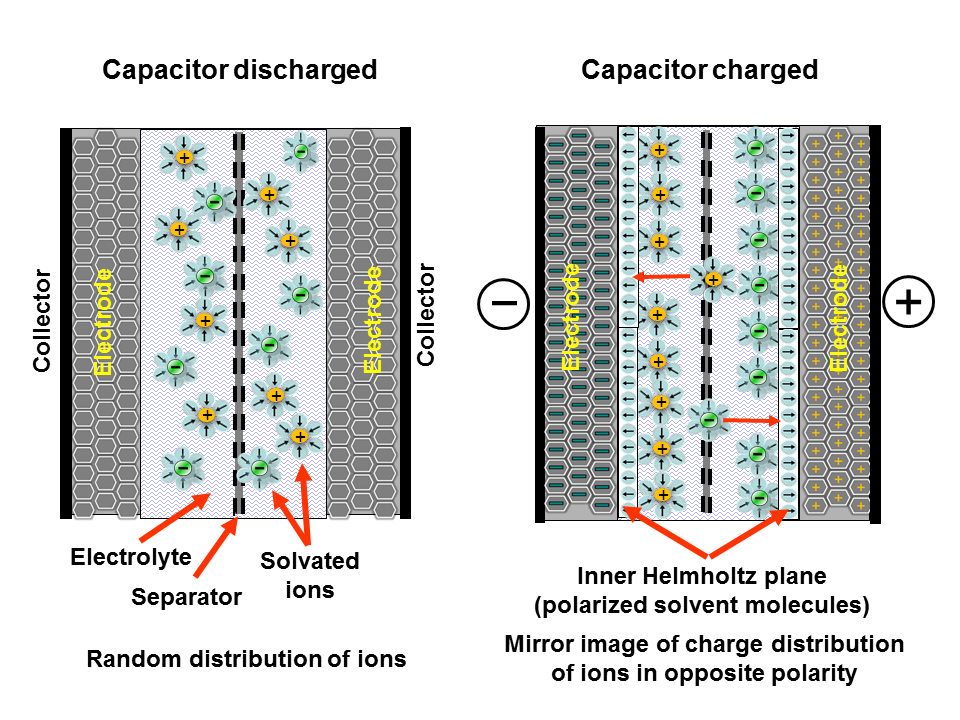 Capacitor discharged
Capacitor charged
Collector
Electrode
Electrode
Collector
−
Electrode
Electrode
+
Electrolyte
Separator
Solvated
ions
Random distribution of ions
Inner Helmholtz plane
(polarized solvent molecules)
Mirror image of charge distribution
of ions in opposite polarity